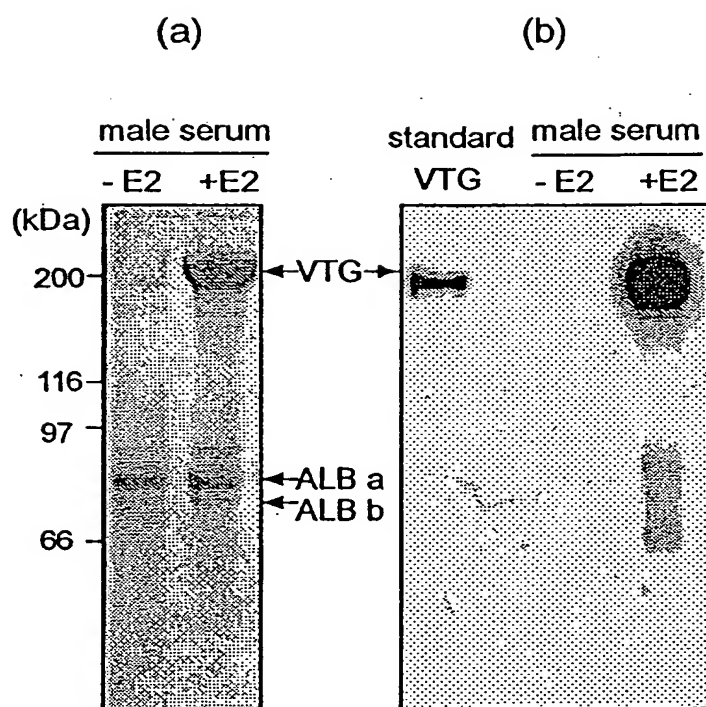 (a) (b)
male serum standard male serum
- E2 +E2 VTG - E2 +E2
(kDa)
200 VTG
116
97
ALB a
ALB b
66